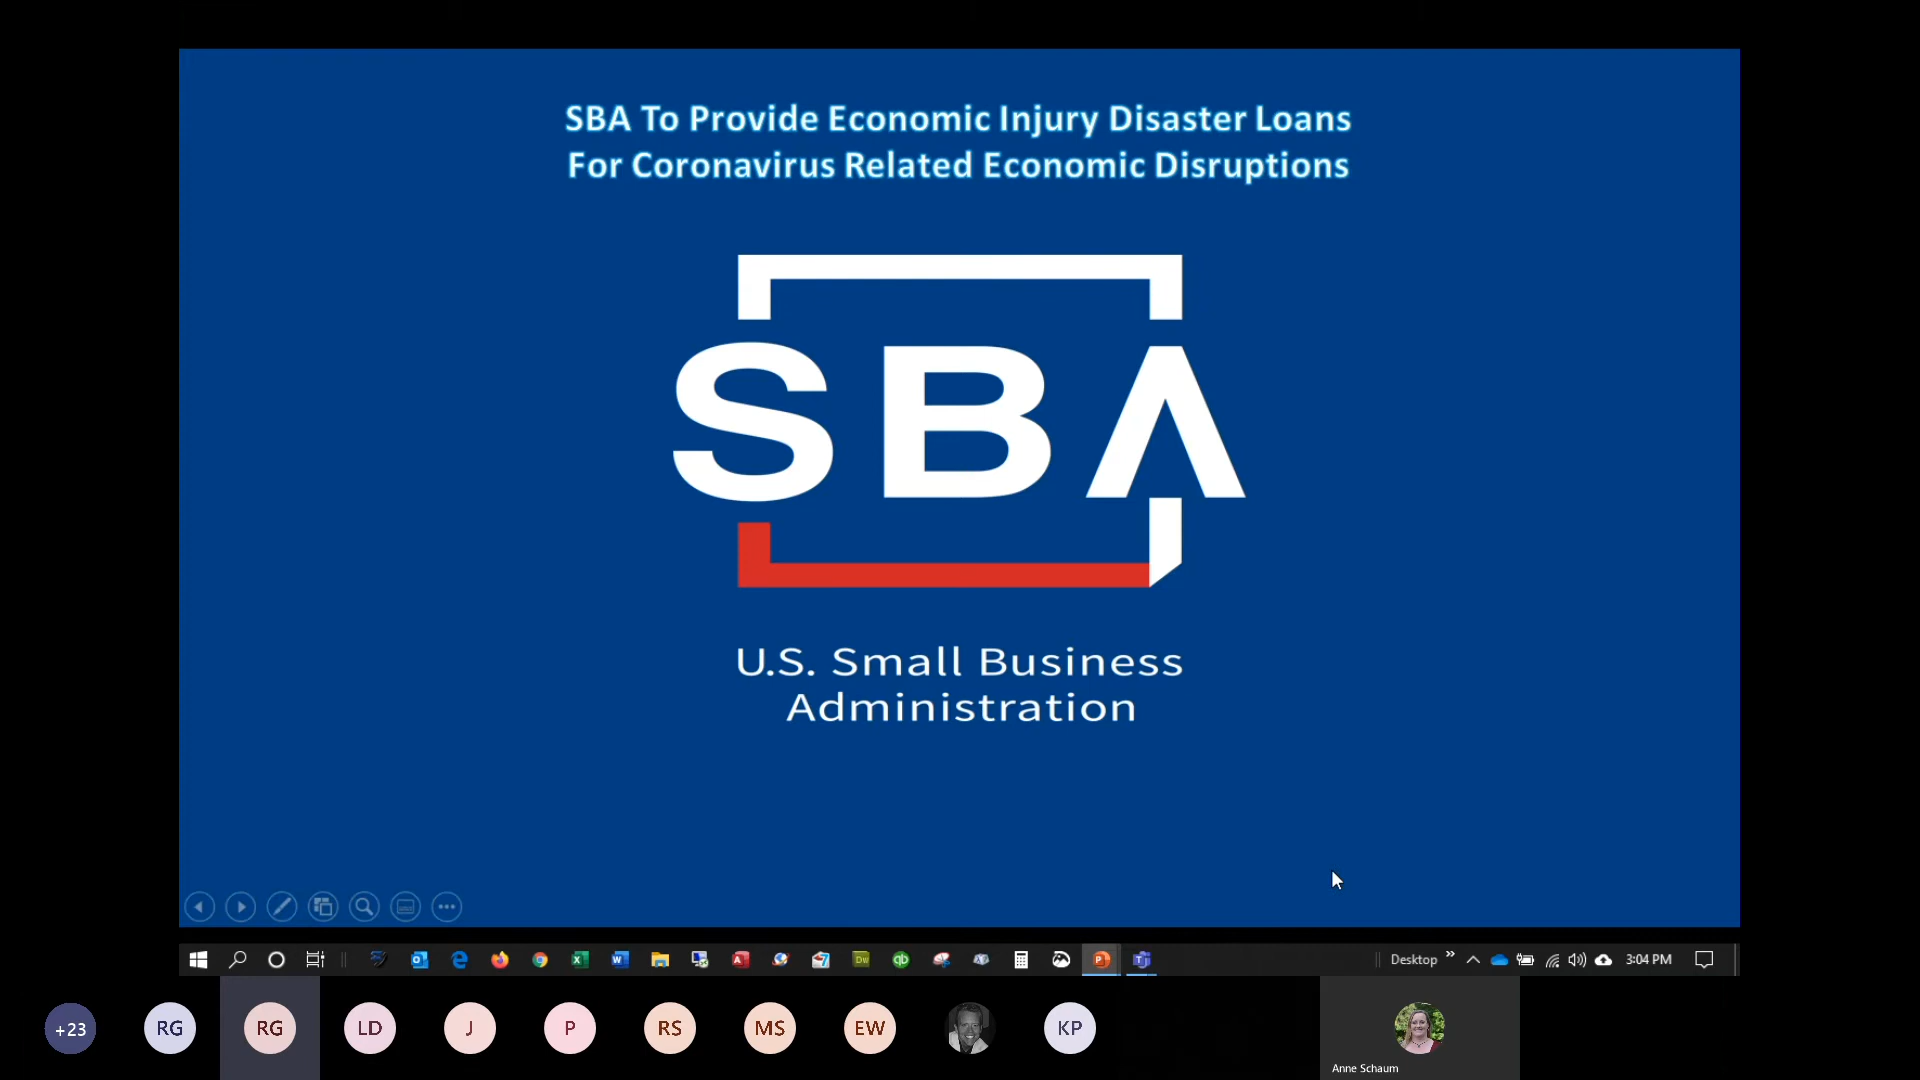 SBA To Provide Economic Injury Disaster Loans
For Coronavirus Related Economic Disruptions
SBA
U.S. Small Business
Administration
Desktop
3:04 PM
+23
RG
RG
LD
J
P
RS
MS
EW
KP
Anne Schaum